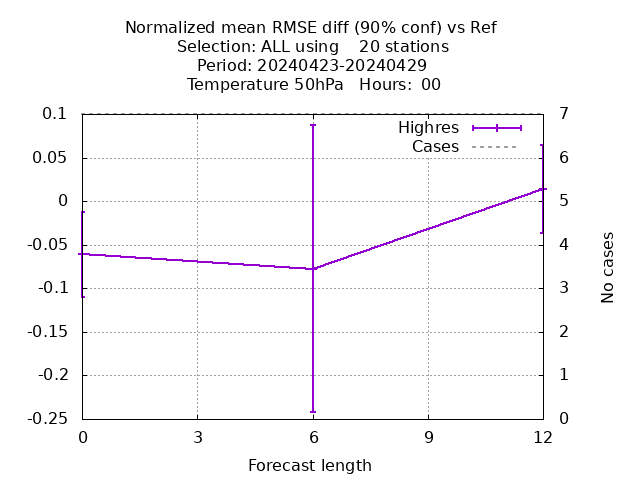 Normalized mean RMSE diff (90% conf) vs Ref
Selection: ALL using    20 stations
Period: 20240423-20240429
Temperature 50hPa   Hours:  00
0.1
0.05
0
-0.05
-0.1
-0.15
-0.2
-0.25
7
6
5
4
3
2
1
0
No cases
Highres
Cases
0 3 6 9 12
Forecast length